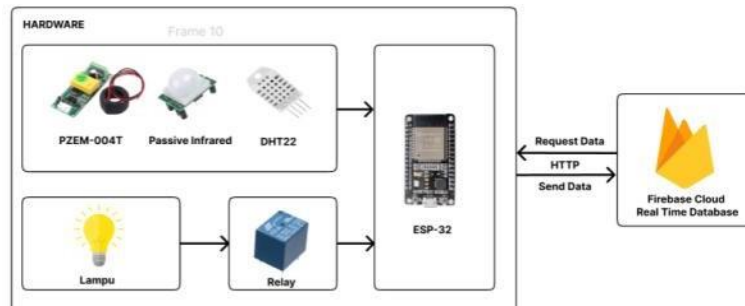 HARDWARE
Frame 10
PZEM-004T
Passive Infrared
DHT22
ESP-32
Lampu
Relay
Request Data
HTTP
Send Data
Firebase Cloud
Real Time Database